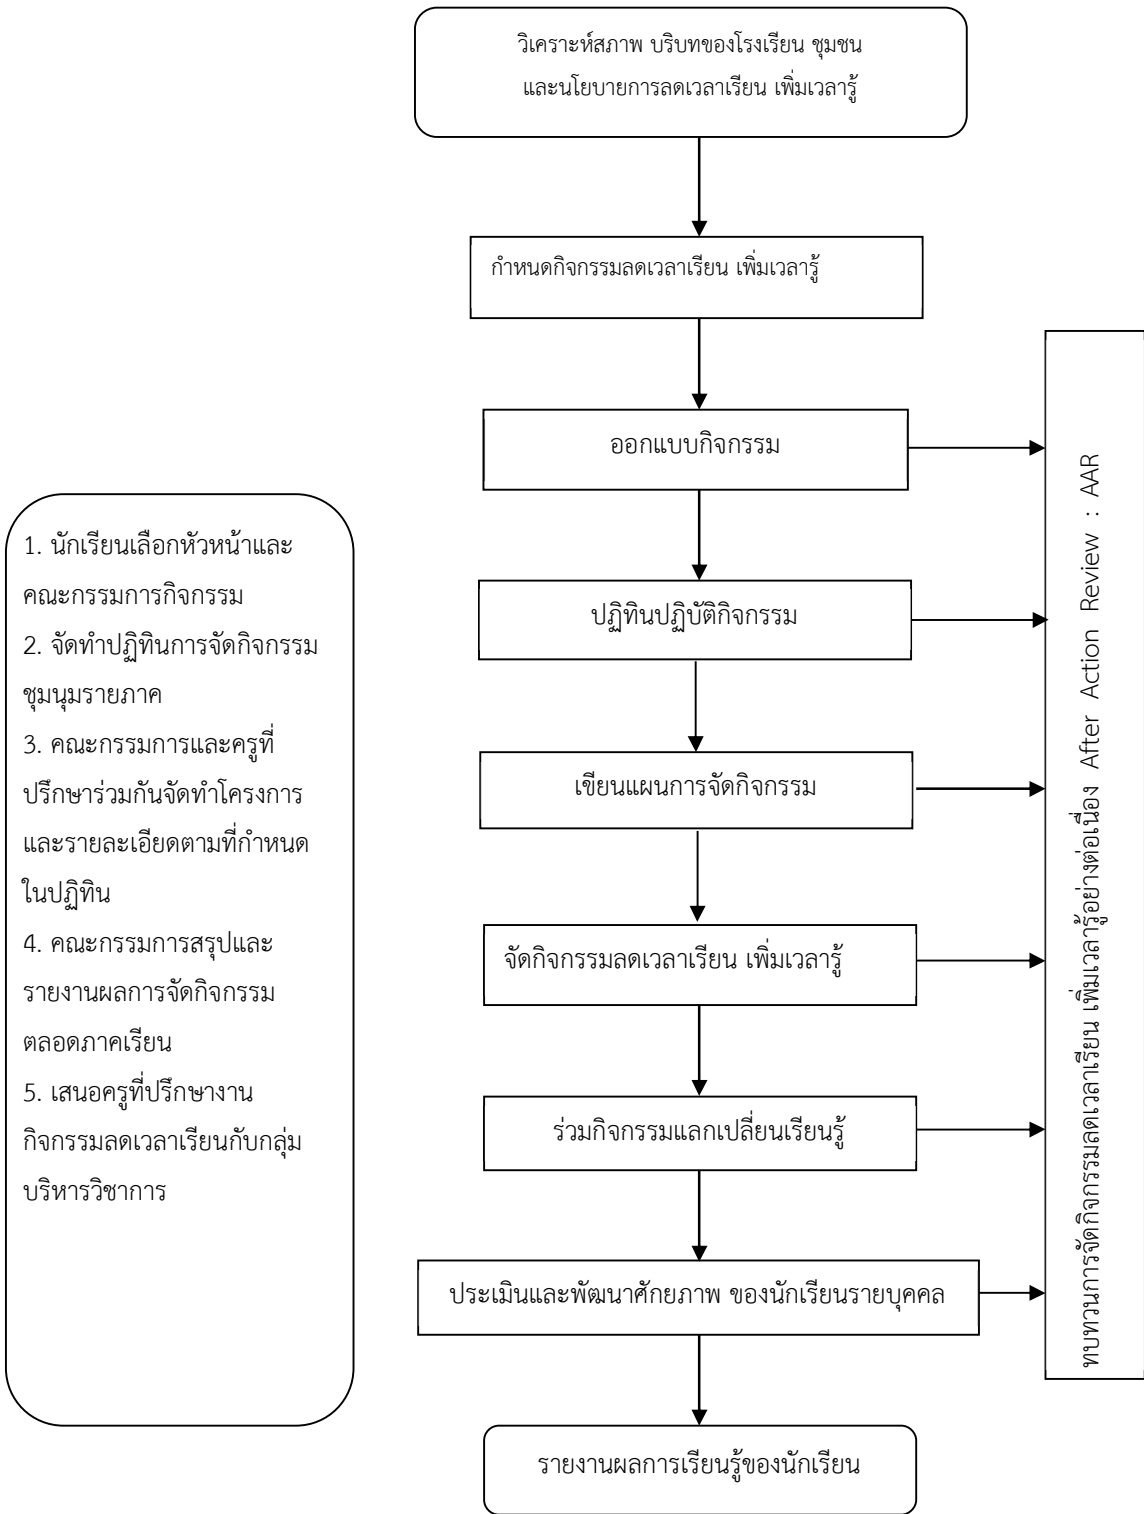 วิเคราะห์สภาพ บริบทของโรงเรียน ชุมชน
และนโยบายการลดเวลาเรียน เพิ่มเวลารู้
กำหนดกิจกรรมลดเวลาเรียน เพิ่มเวลารู้
ออกแบบกิจกรรม
ปฏิทินปฏิบัติกิจกรรม
เขียนแผนการจัดกิจกรรม
จัดกิจกรรมลดเวลาเรียน เพิ่มเวลารู้
ร่วมกิจกรรมแลกเปลี่ยนเรียนรู้
ประเมินและพัฒนาศักยภาพ ของนักเรียนรายบุคคล
รายงานผลการเรียนรู้ของนักเรียน
1. นักเรียนเลือกหัวหน้าและ
คณะกรรมการกิจกรรม
2. จัดทำปฏิทินการจัดกิจกรรม
ชุมนุมรายภาค
3. คณะกรรมการและครูที่
ปรึกษาร่วมกันจัดทำโครงการ
และรายละเอียดตามที่กำหนด
ในปฏิทิน
4. คณะกรรมการสรุปและ
รายงานผลการจัดกิจกรรม
ตลอดภาคเรียน
5. เสนอครูที่ปรึกษางาน
กิจกรรมลดเวลาเรียนกับกลุ่ม
บริหารวิชาการ
ทบทวนการจัดกิจกรรมลดเวลาเรียน เพิ่มเวลารู้อย่างต่อเนื่อง After Action Review : AAR